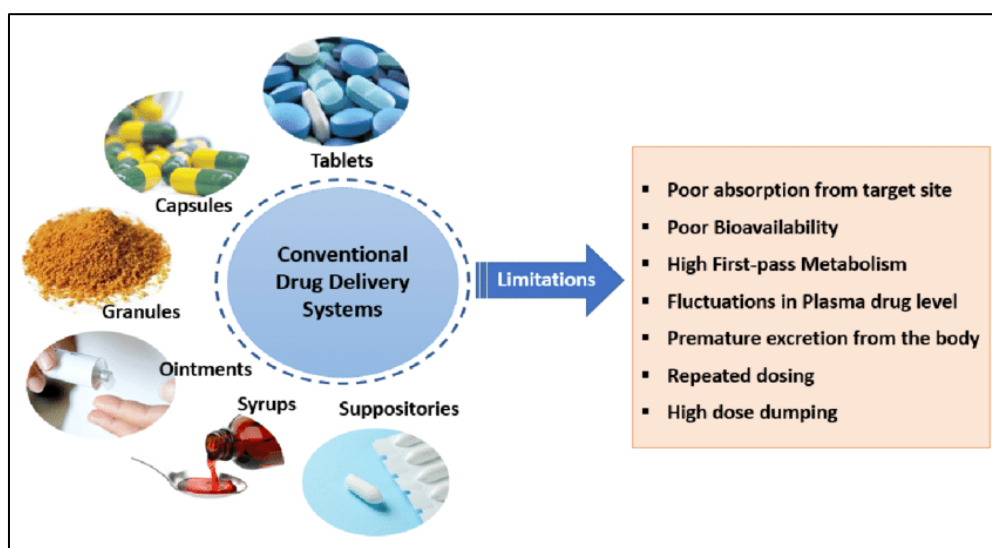 Tablets
Capsules
Granules
Ointments
Syrups
Suppositories
Conventional
Drug Delivery
Systems
Limitations
▪ Poor absorption from target site
▪ Poor Bioavailability
▪ High First-pass Metabolism
▪ Fluctuations in Plasma drug level
▪ Premature excretion from the body
▪ Repeated dosing
▪ High dose dumping